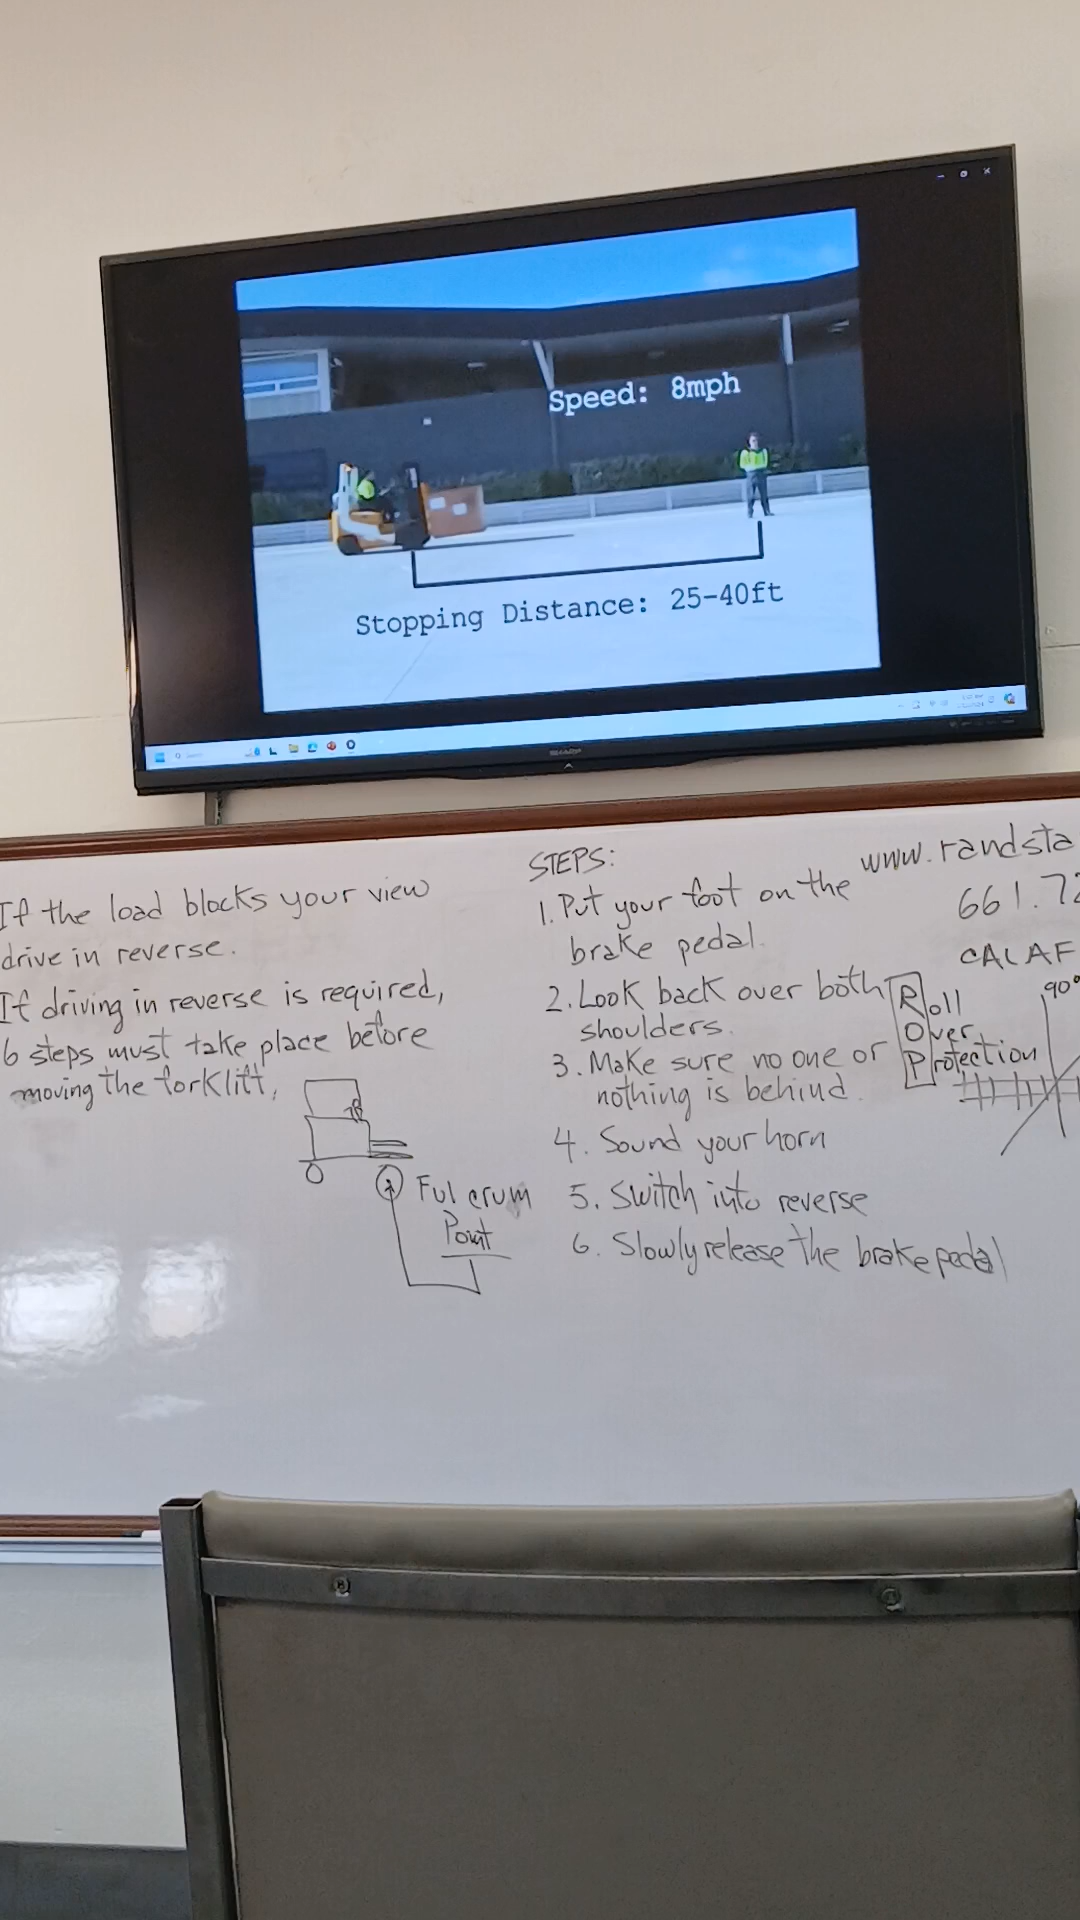 Speed: 8mph
Stopping Distance: 25-40ft
SHARP
If the load blocks your view
drive in reverse.
If driving in reverse is required,
6 steps must take place before
moving the forklift,
Fulcrum
Point
STEPS:
1. Put your foot on the
brake pedal.
2. Look back over both
shoulders.
3. Make sure no one or
nothing is behind.
4. Sound your horn
5. Switch into reverse
6. Slowly release the brake pedal
www.randsta
661.72
CALAF
Roll
Over
Protection
90°